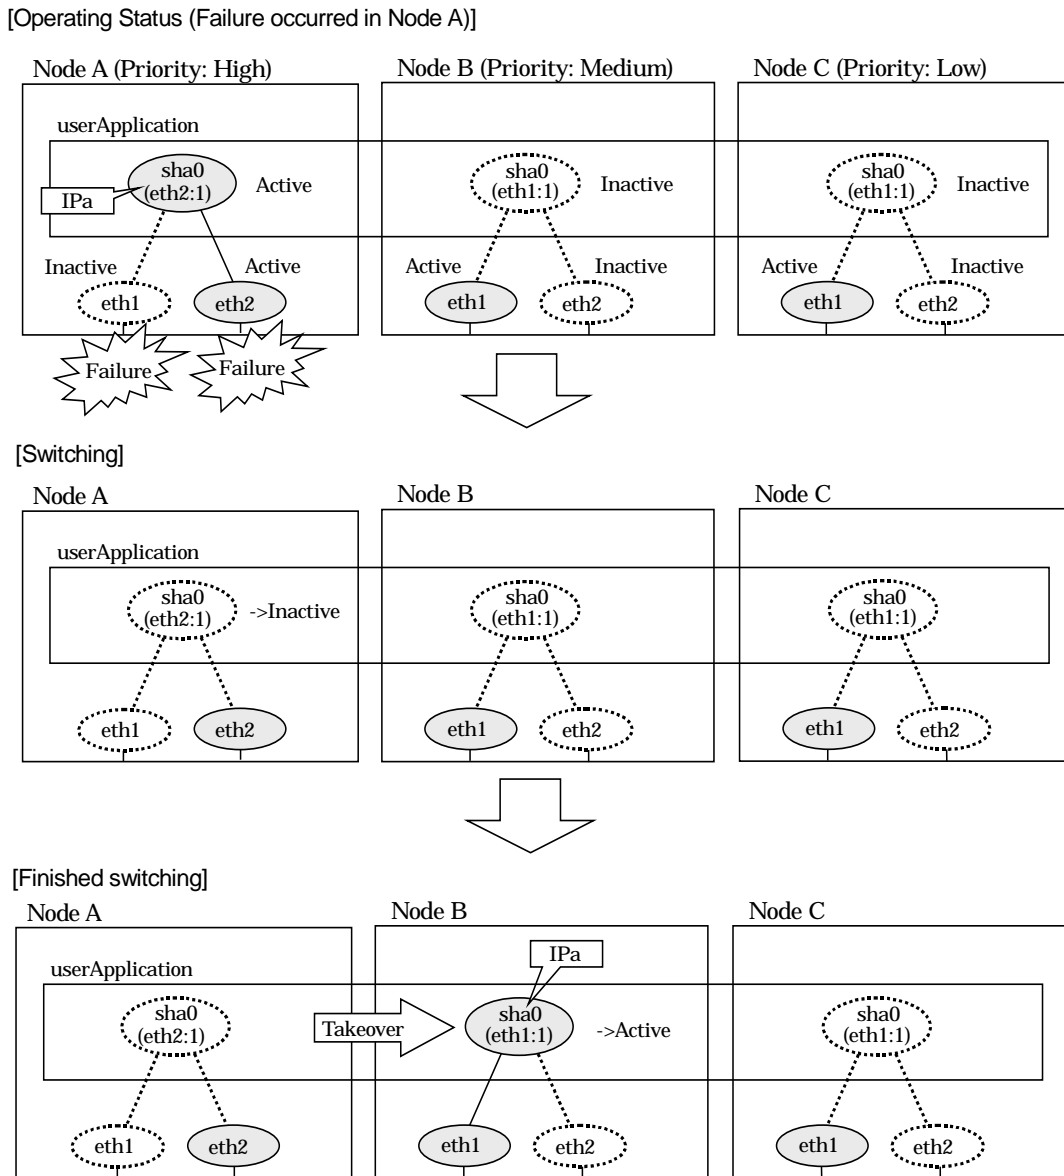 [Operating Status (Failure occurred in Node A)]
Node A (Priority: High)
Node B (Priority: Medium)
Node C (Priority: Low)
userApplication
sha0
(eth2:1)
Active
IPa
sha0
(eth1:1)
Inactive
sha0
(eth1:1)
Inactive
Inactive
Active
Active
Inactive
Active
Inactive
eth1
eth2
eth1
eth2
eth1
eth2
Failure
Failure
[Switching]
Node A
Node B
Node C
userApplication
sha0
(eth2:1)
->Inactive
sha0
(eth1:1)
sha0
(eth1:1)
eth1
eth2
eth1
eth2
eth1
eth2
[Finished switching]
Node A
Node B
Node C
IPa
userApplication
sha0
(eth2:1)
Takeover
sha0
(eth1:1)
->Active
sha0
(eth1:1)
eth1
eth2
eth1
eth2
eth1
eth2